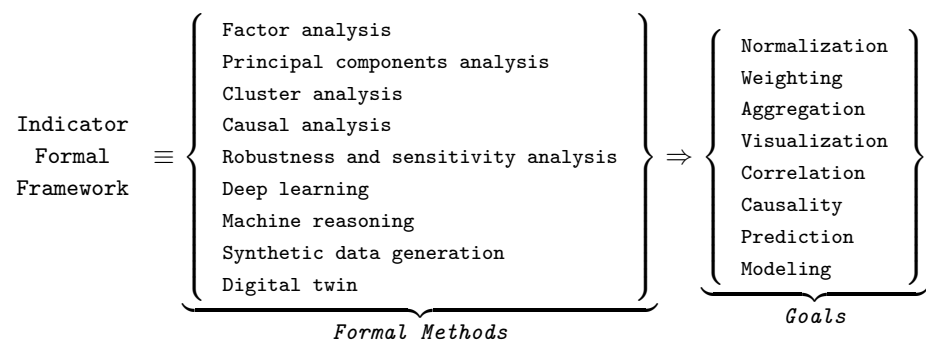 Indicator
Formal
Framework
≡
Factor analysis
Principal components analysis
Cluster analysis
Causal analysis
Robustness and sensitivity analysis
Deep learning
Machine reasoning
Synthetic data generation
Digital twin
Formal Methods
⇒
Normalization
Weighting
Aggregation
Visualization
Correlation
Causality
Prediction
Modeling
Goals